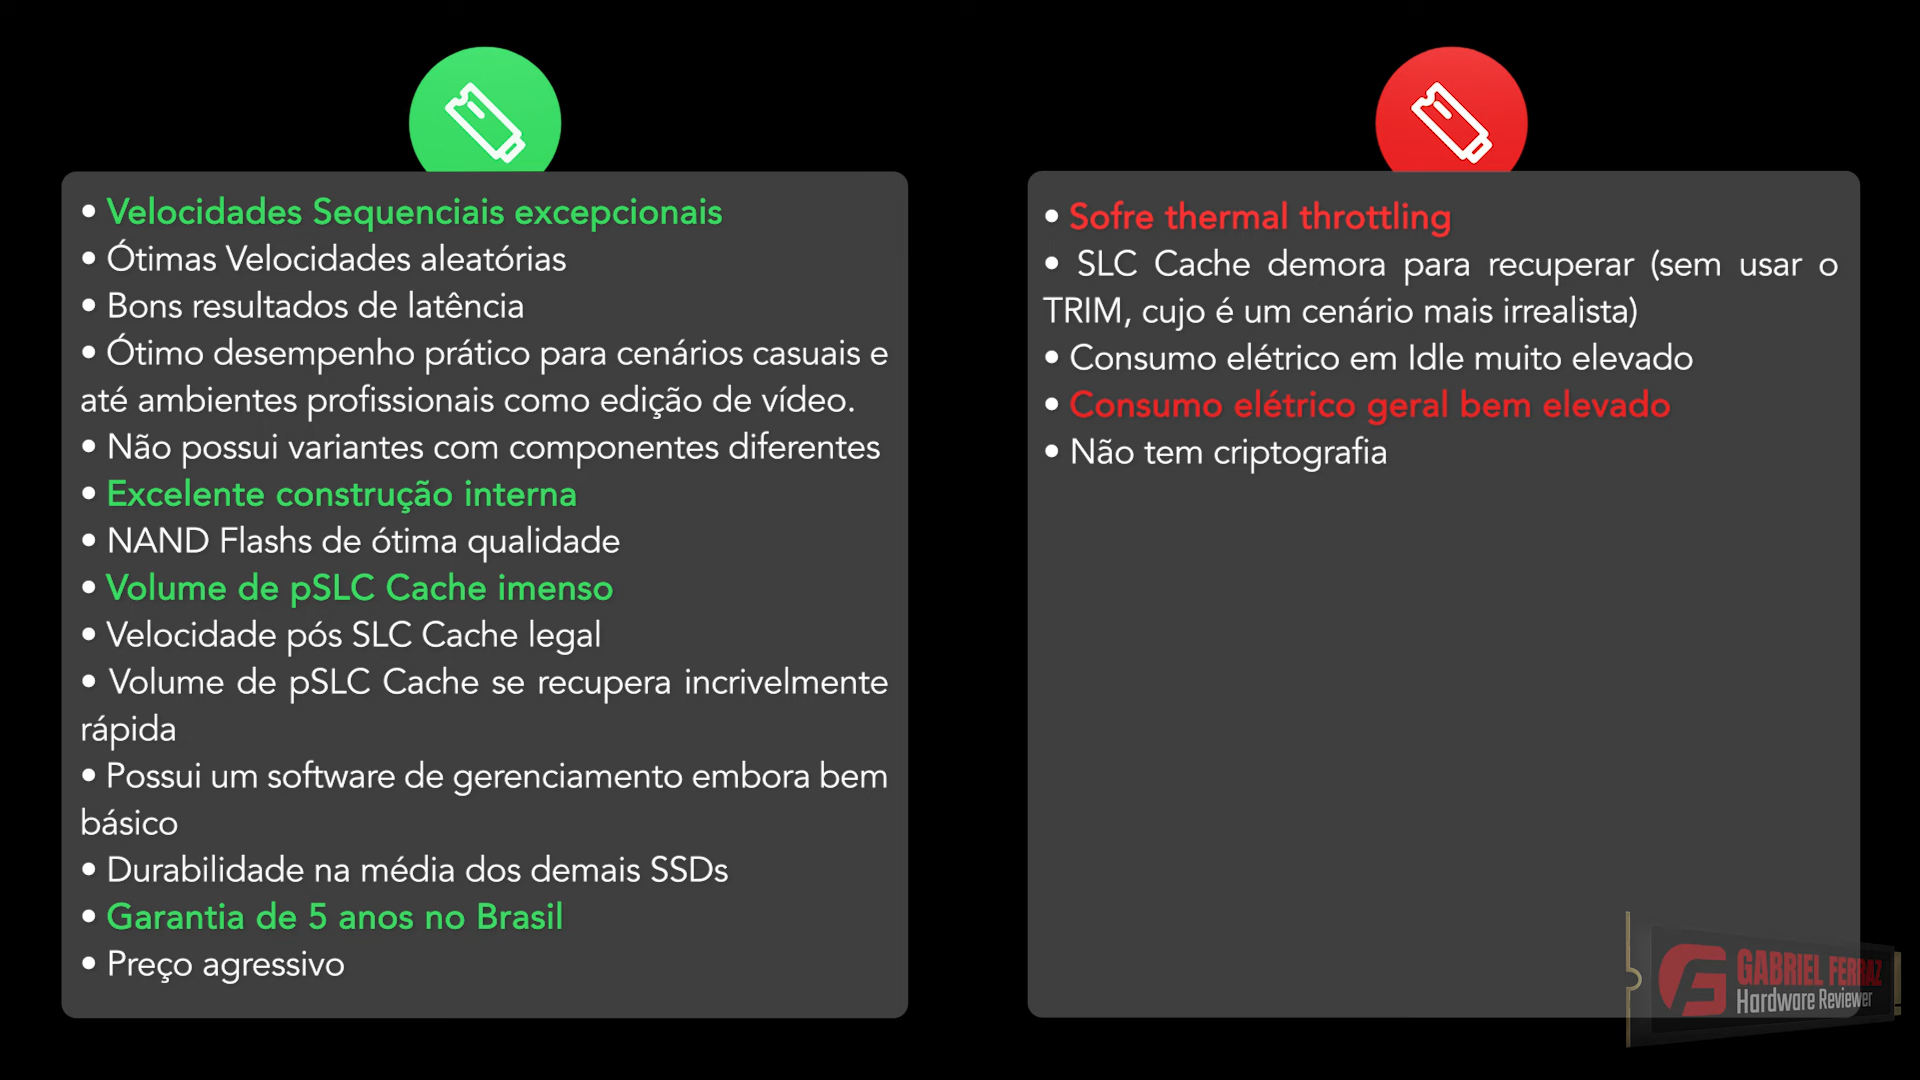 • Velocidades Sequenciais excepcionais
• Ótimas Velocidades aleatórias
• Bons resultados de latência
• Ótimo desempenho prático para cenários casuais e
até ambientes profissionais como edição de vídeo.
• Não possui variantes com componentes diferentes
• Excelente construção interna
• NAND Flashs de ótima qualidade
• Volume de pSLC Cache imenso
• Velocidade pós SLC Cache legal
• Volume de pSLC Cache se recupera incrivelmente
rápida
• Possui um software de gerenciamento embora bem
básico
• Durabilidade na média dos demais SSDs
• Garantia de 5 anos no Brasil
• Preço agressivo
• Sofre thermal throttling
• SLC Cache demora para recuperar (sem usar o
TRIM, cujo é um cenário mais irrealista)
• Consumo elétrico em Idle muito elevado
• Consumo elétrico geral bem elevado
• Não tem criptografia
GABRIEL FERRAZ
Hardware Reviewer